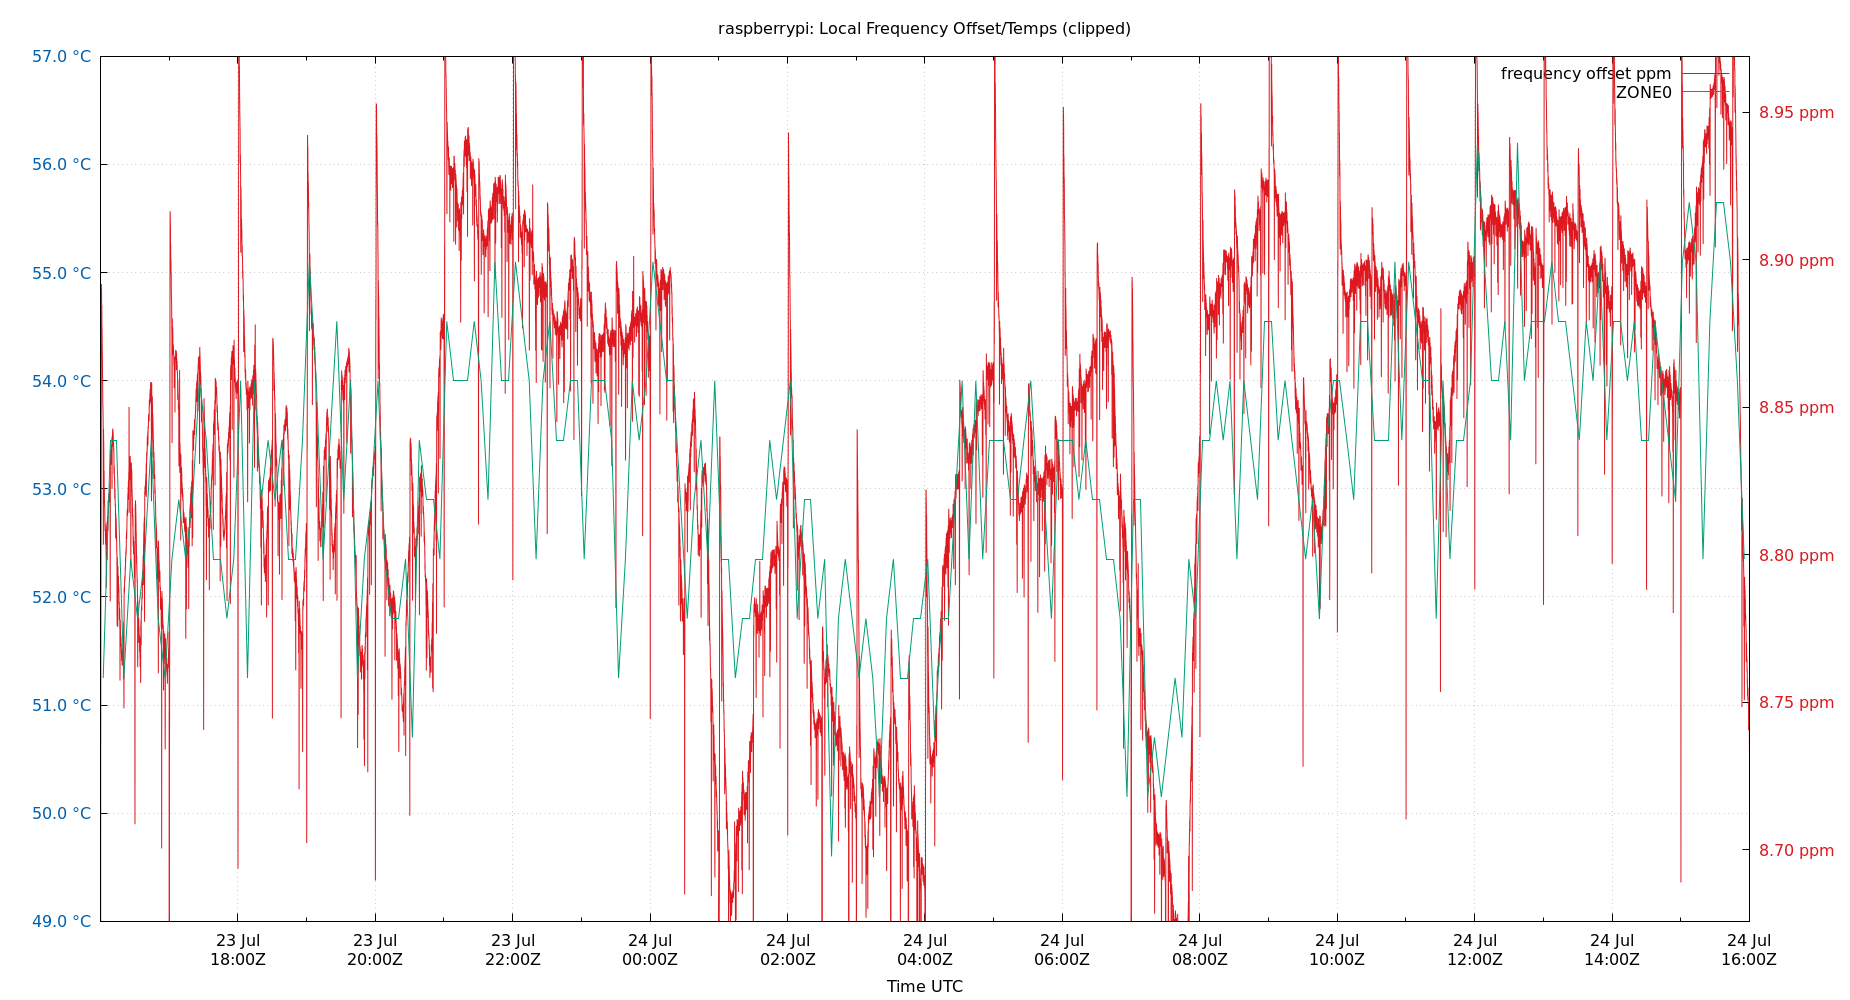 raspberrypi: Local Frequency Offset/Temps (clipped)
57.0 °C
56.0 °C
55.0 °C
54.0 °C
53.0 °C
52.0 °C
51.0 °C
50.0 °C
49.0 °C
frequency offset ppm
ZONE0
8.95 ppm
8.90 ppm
8.85 ppm
8.80 ppm
8.75 ppm
8.70 ppm
23 Jul 23 Jul 23 Jul 24 Jul 24 Jul 24 Jul 24 Jul 24 Jul 24 Jul 24 Jul 24 Jul 24 Jul
18:00Z 20:00Z 22:00Z 00:00Z 02:00Z 04:00Z 06:00Z 08:00Z 10:00Z 12:00Z 14:00Z 16:00Z
Time UTC